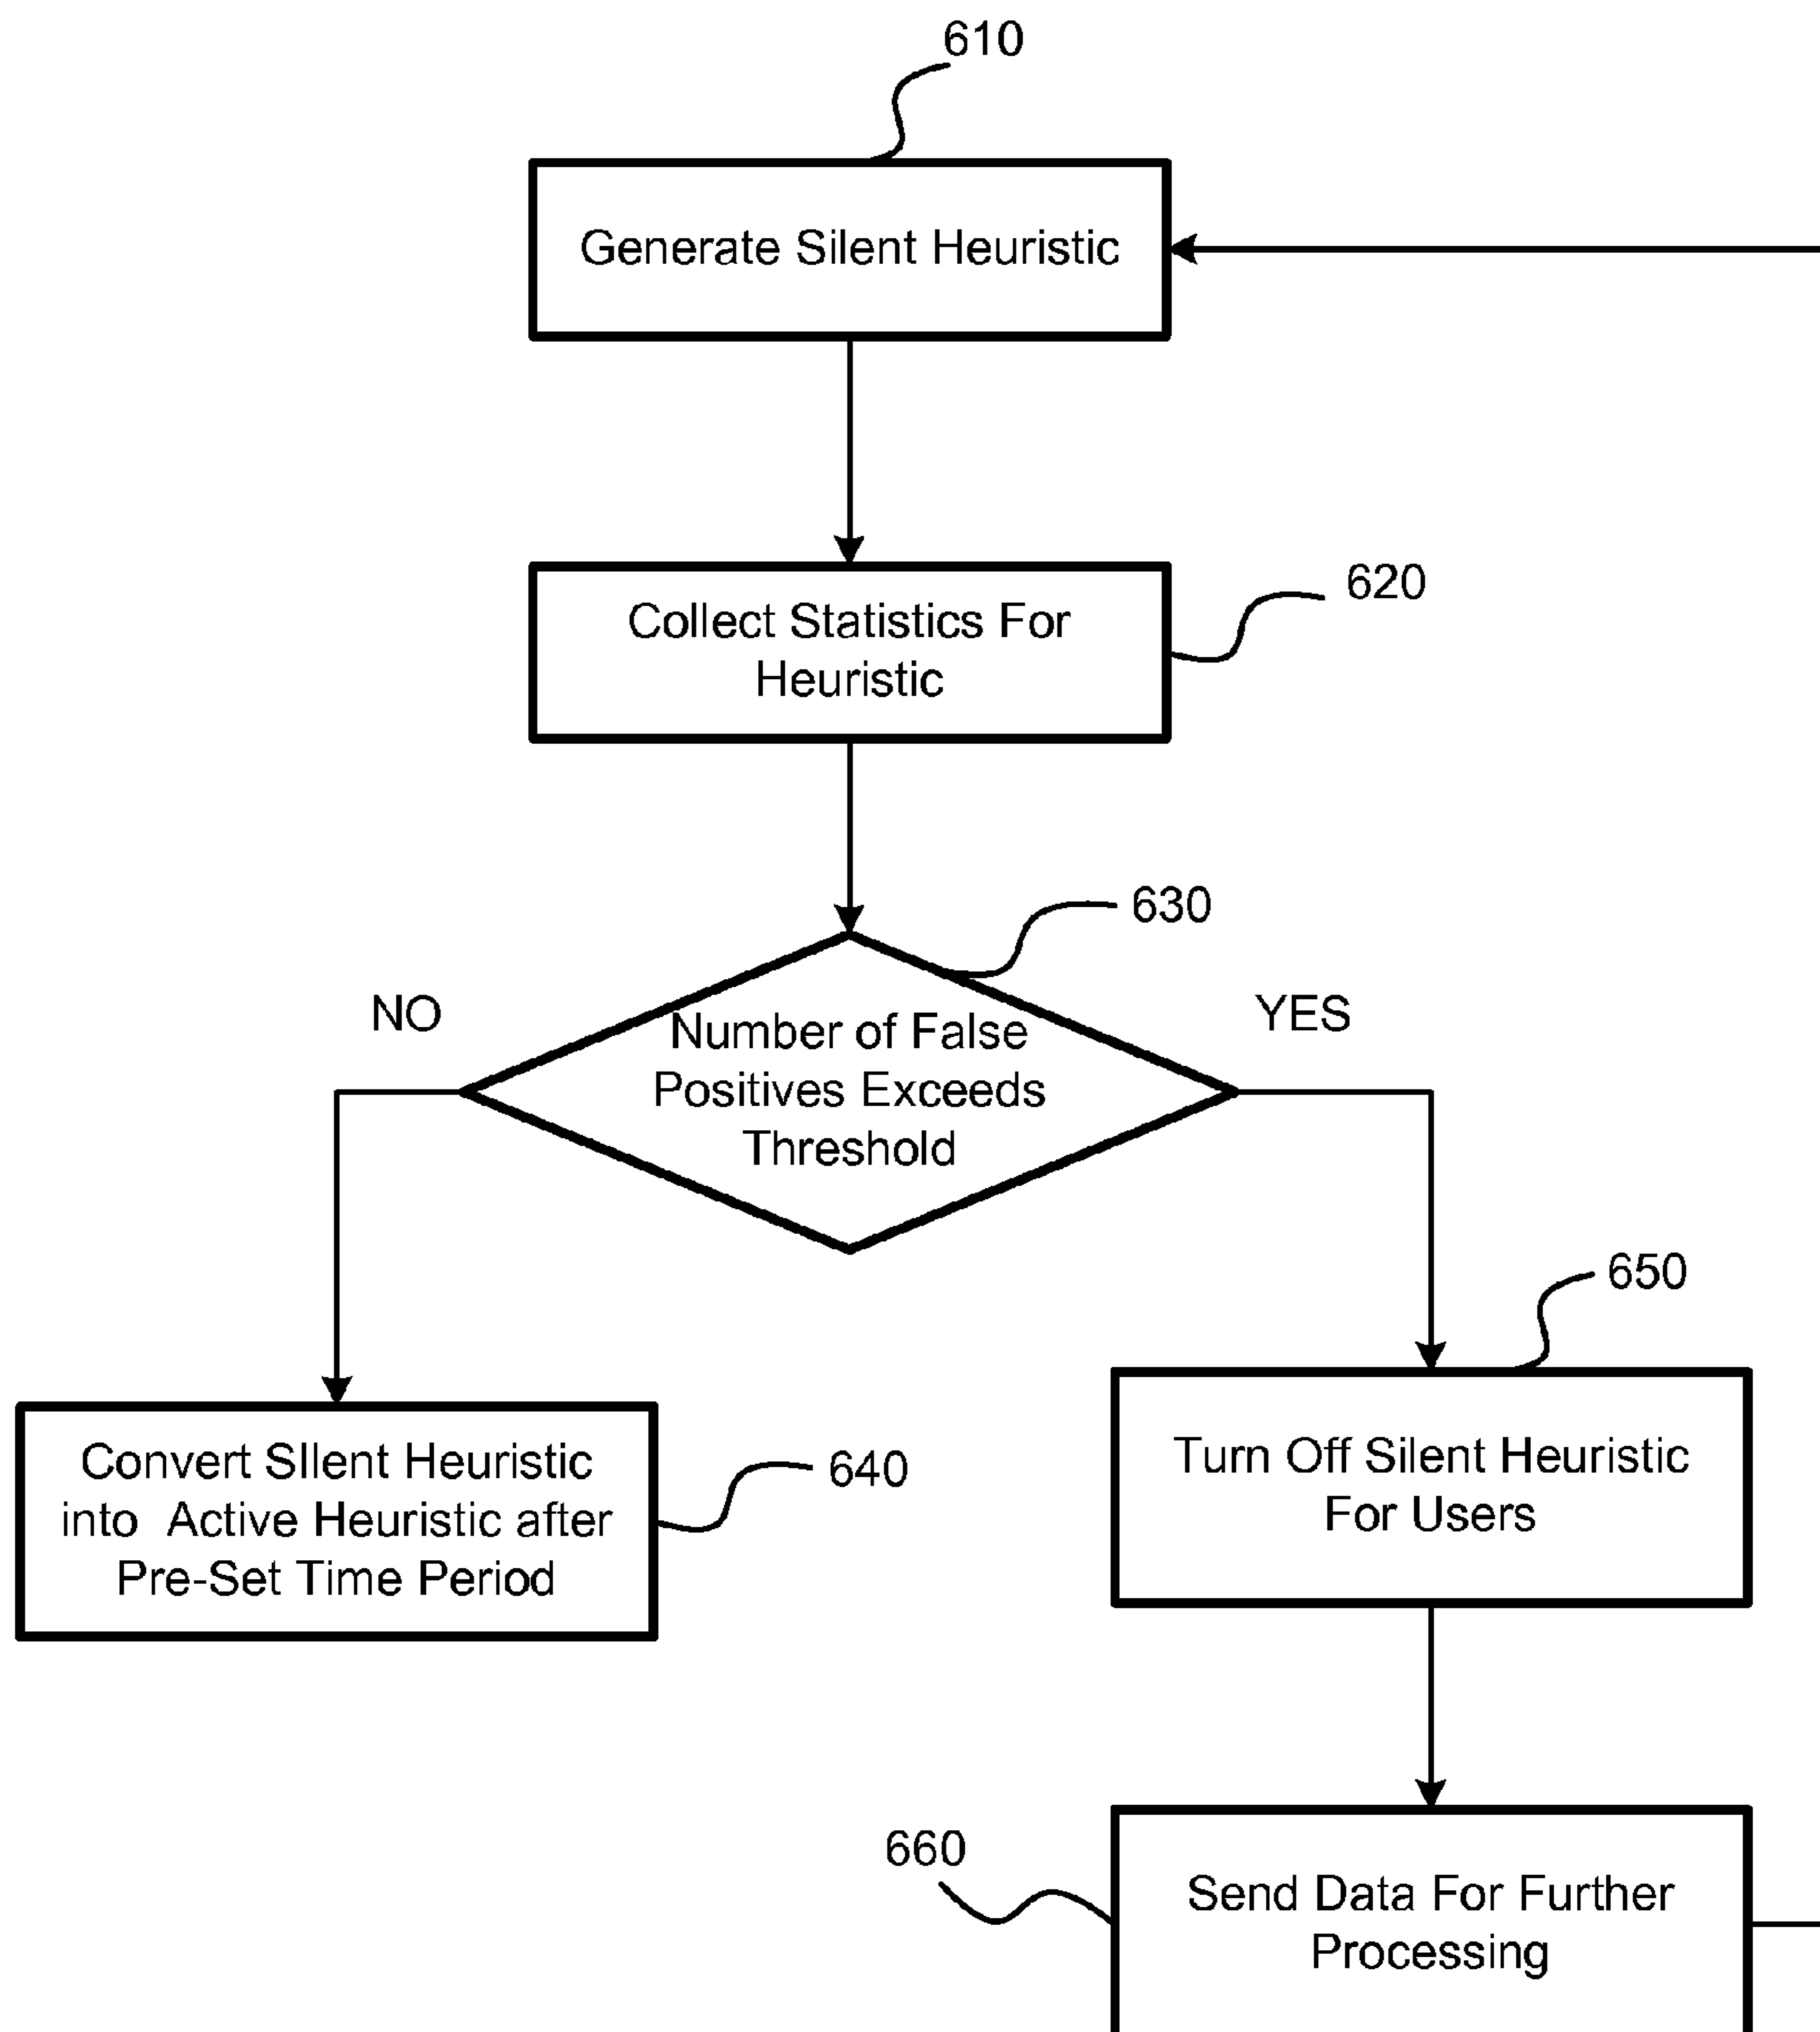 610
Generate Silent Heuristic
Collect Statistics For
Heuristic
620
630
NO
YES
Number of False
Positives Exceeds
Threshold
650
Convert SIlent Heuristic
into  Active Heuristic after
Pre-Set Time Period
640
Turn Off Silent Heuristic
For Users
660
Send Data For Further
Processing